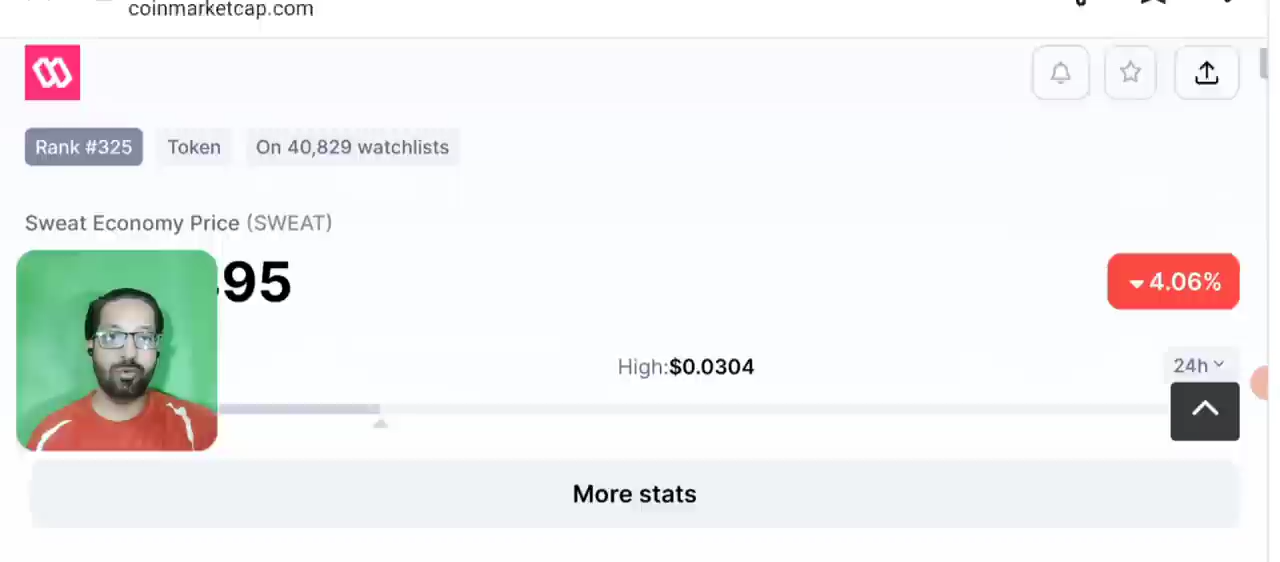 coinmarketcap.com
Rank #325 Token On 40,829 watchlists
Sweat Economy Price (SWEAT)
95 4.06%
High:$0.0304 24h
More stats